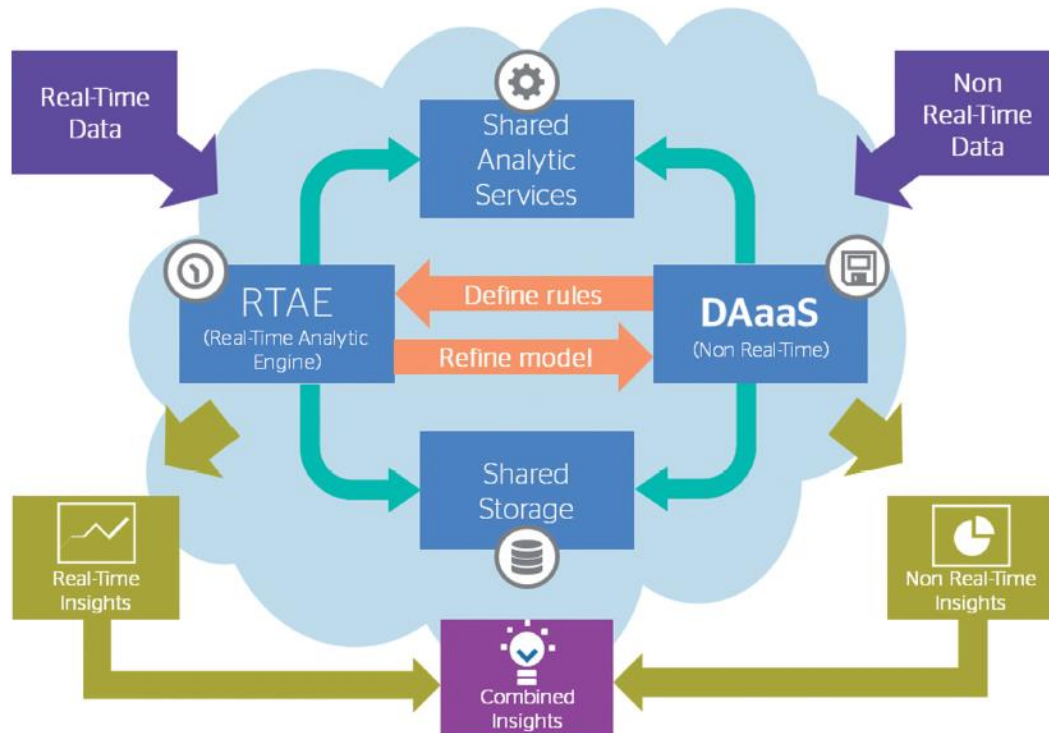 Real-Time
Data
Non
Real-Time
Data
Shared
Analytic
Services
RTAE
(Real-Time Analytic
Engine)
Define rules
Refine model
DAaaS
(Non Real-Time)
Shared
Storage
Real-Time
Insights
Non Real-Time
Insights
Combined
Insights